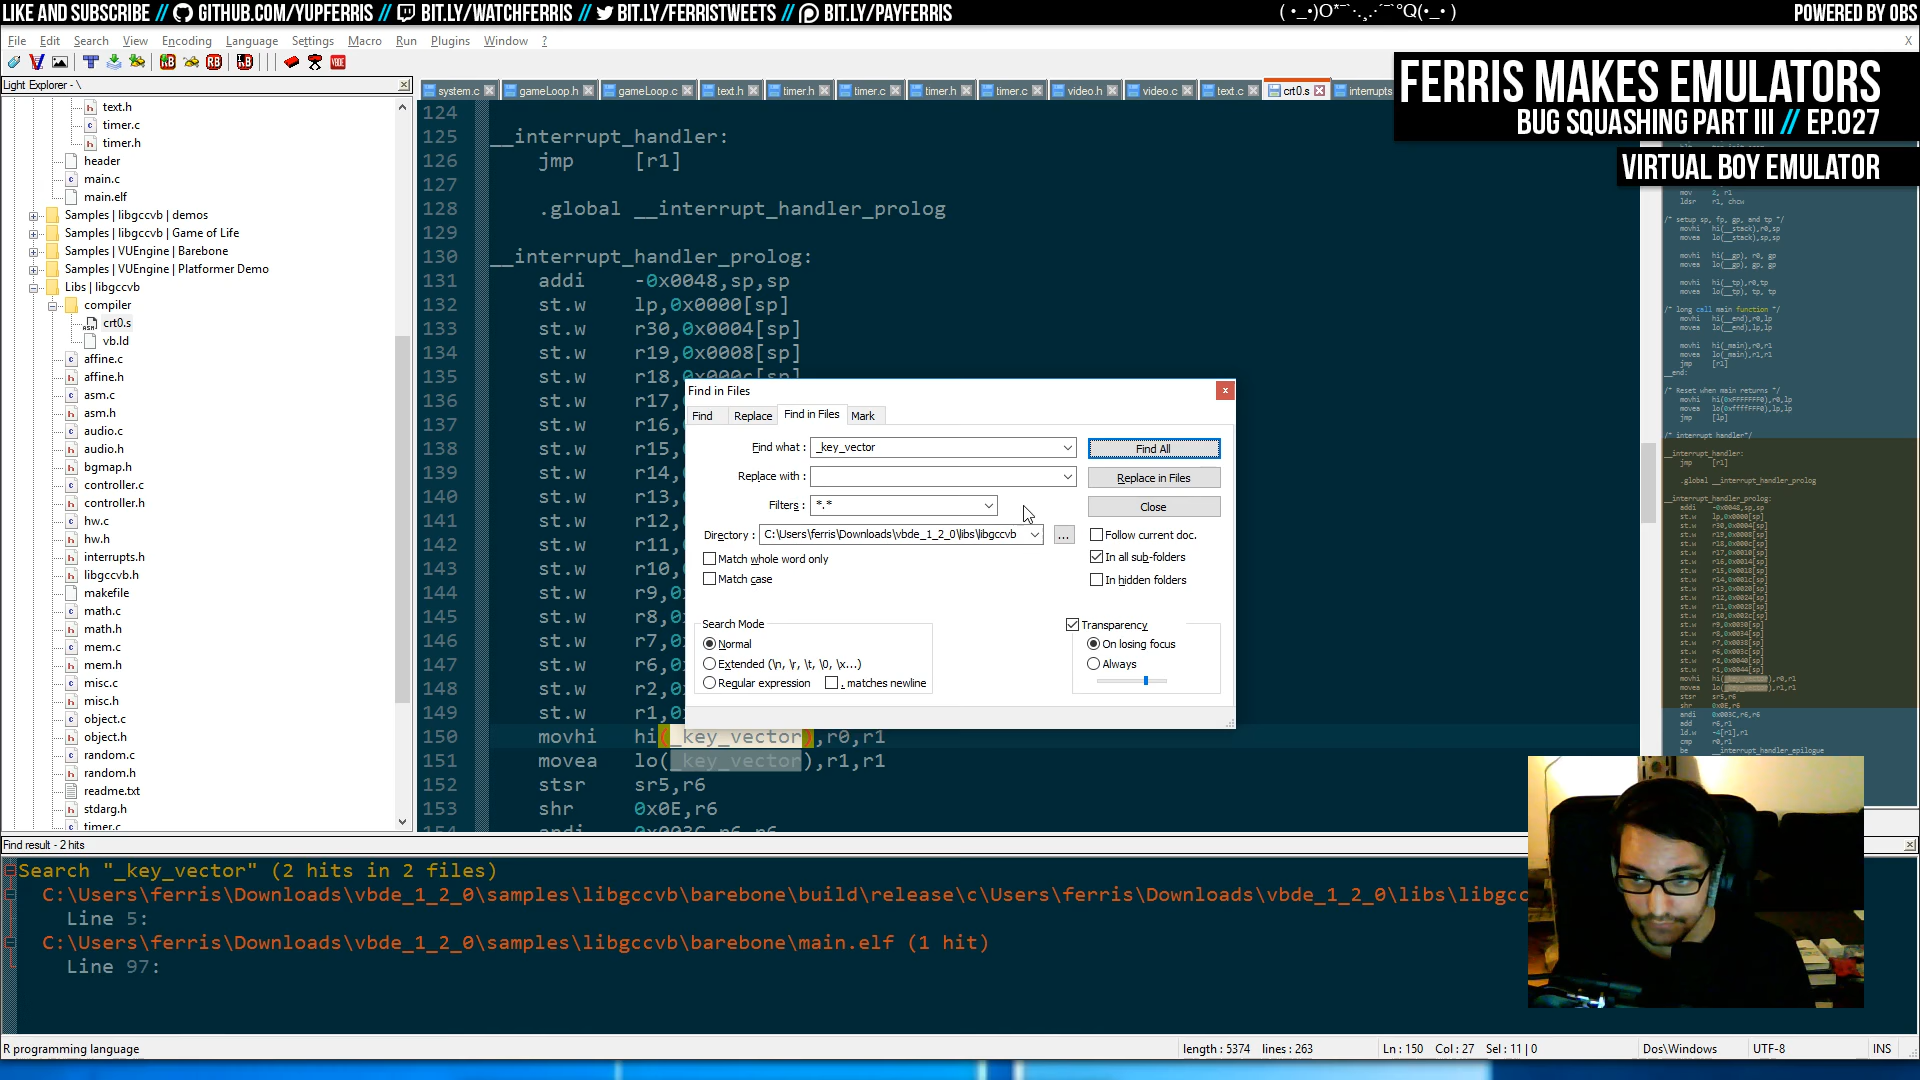 LIKE AND SUBSCRIBE // GITHUB.COM/YUPFERRIS // BIT.LY/WATCHFERRIS // BIT.LY/FERRISTWEETS // BIT.LY/PAYFERRIS
POWERED BY OBS
File Edit Search View Encoding Language Settings Macro Run Plugins Window ? X
FERRIS MAKES EMULATORS
BUG SQUASHING PART III // EP.027
VIRTUAL BOY EMULATOR
Light Explorer - \
system.c gameLoop.h gameLoop.c text.h timer.h timer.c timer.h timer.c video.h video.c text.c crt0.s interrupts
text.h
timer.c
timer.h
header
main.c
main.elf
Samples | libgccvb | demos
Samples | libgccvb | Game of Life
Samples | VUEngine | Barebone
Samples | VUEngine | Platformer Demo
Libs | libgccvb
compiler
crt0.s
vb.ld
affine.c
affine.h
asm.c
asm.h
audio.c
audio.h
bgmap.h
controller.c
controller.h
hw.c
hw.h
interrupts.h
libgccvb.h
makefile
math.c
math.h
mem.c
mem.h
misc.c
misc.h
object.c
object.h
random.c
random.h
readme.txt
stdarg.h
timer.c
124
125 __interrupt_handler:
126 jmp [r1]
127
128 .global __interrupt_handler_prolog
129
130 __interrupt_handler_prolog:
131 addi -0x0048,sp,sp
132 st.w lp,0x0000[sp]
133 st.w r30,0x0004[sp]
134 st.w r19,0x0008[sp]
135 st.w r18,0x000c[sp]
136 st.w r17,
137 st.w r16,
138 st.w r15,
139 st.w r14,
140 st.w r13,
141 st.w r12,
142 st.w r11,
143 st.w r10,
144 st.w r9,0
145 st.w r8,0
146 st.w r7,0
147 st.w r6,0
148 st.w r2,0
149 st.w r1,0
150 movhi hi(_key_vector),r0,r1
151 movea lo(_key_vector),r1,r1
152 stsr sr5,r6
153 shr 0x0E,r6
154 andi 0x003C,r6,r6
Find in Files
Find Replace Find in Files Mark
Find what : _key_vector Find All
Replace with : Replace in Files
Filters : *.* Close
Directory : C:\Users\ferris\Downloads\vbde_1_2_0\libs\libgccvb ... Follow current doc.
Match whole word only In all sub-folders
Match case In hidden folders
Search Mode Transparency
Normal On losing focus
Extended (\n, \r, \t, \0, \x...) Always
Regular expression . matches newline
Find result - 2 hits
Search "_key_vector" (2 hits in 2 files)
C:\Users\ferris\Downloads\vbde_1_2_0\samples\libgccvb\barebone\build\release\c\Users\ferris\Downloads\vbde_1_2_0\libs\libgcc
Line 5:
C:\Users\ferris\Downloads\vbde_1_2_0\samples\libgccvb\barebone\main.elf (1 hit)
Line 97:
R programming language length : 5374 lines : 263 Ln : 150 Col : 27 Sel : 11 | 0 Dos\Windows UTF-8 INS